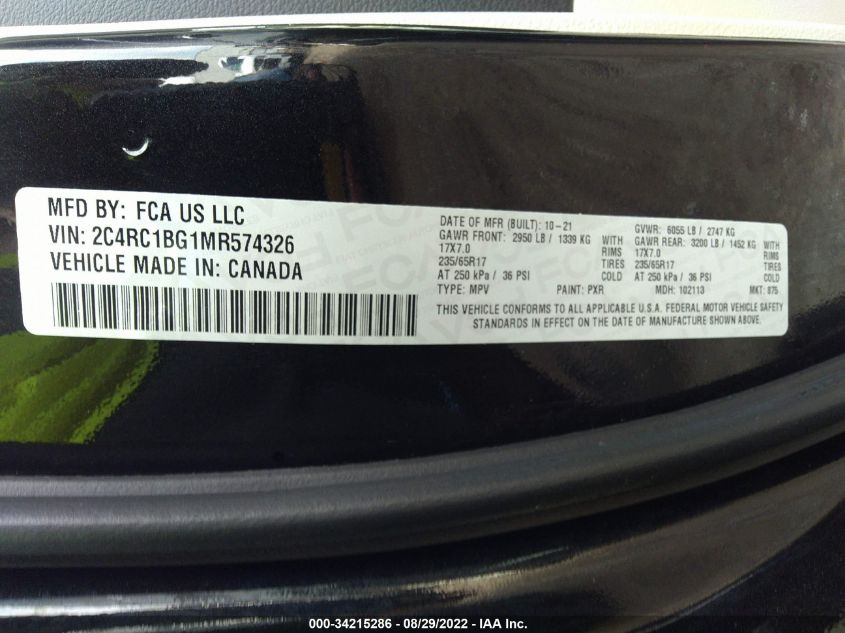 MFD BY: FCA US LLC
VIN: 2C4RC1BG1MR574326
VEHICLE MADE IN: CANADA
DATE OF MFR (BUILT): 10-21 GVWR: 6055 LB / 2747 KG
GAWR FRONT: 2950 LB / 1339 KG WITH GAWR REAR: 3200 LB / 1452 KG WITH
17X7.0 RIMS 17X7.0 RIMS
235/65R17 TIRES 235/65R17 TIRES
AT 250 kPa / 36 PSI COLD AT 250 kPa / 36 PSI COLD
TYPE: MPV PAINT: PXR MDH: 102113 MKT: 875
THIS VEHICLE CONFORMS TO ALL APPLICABLE U.S.A. FEDERAL MOTOR VEHICLE SAFETY
STANDARDS IN EFFECT ON THE DATE OF MANUFACTURE SHOWN ABOVE.
000-34215286 - 08/29/2022 - IAA Inc.